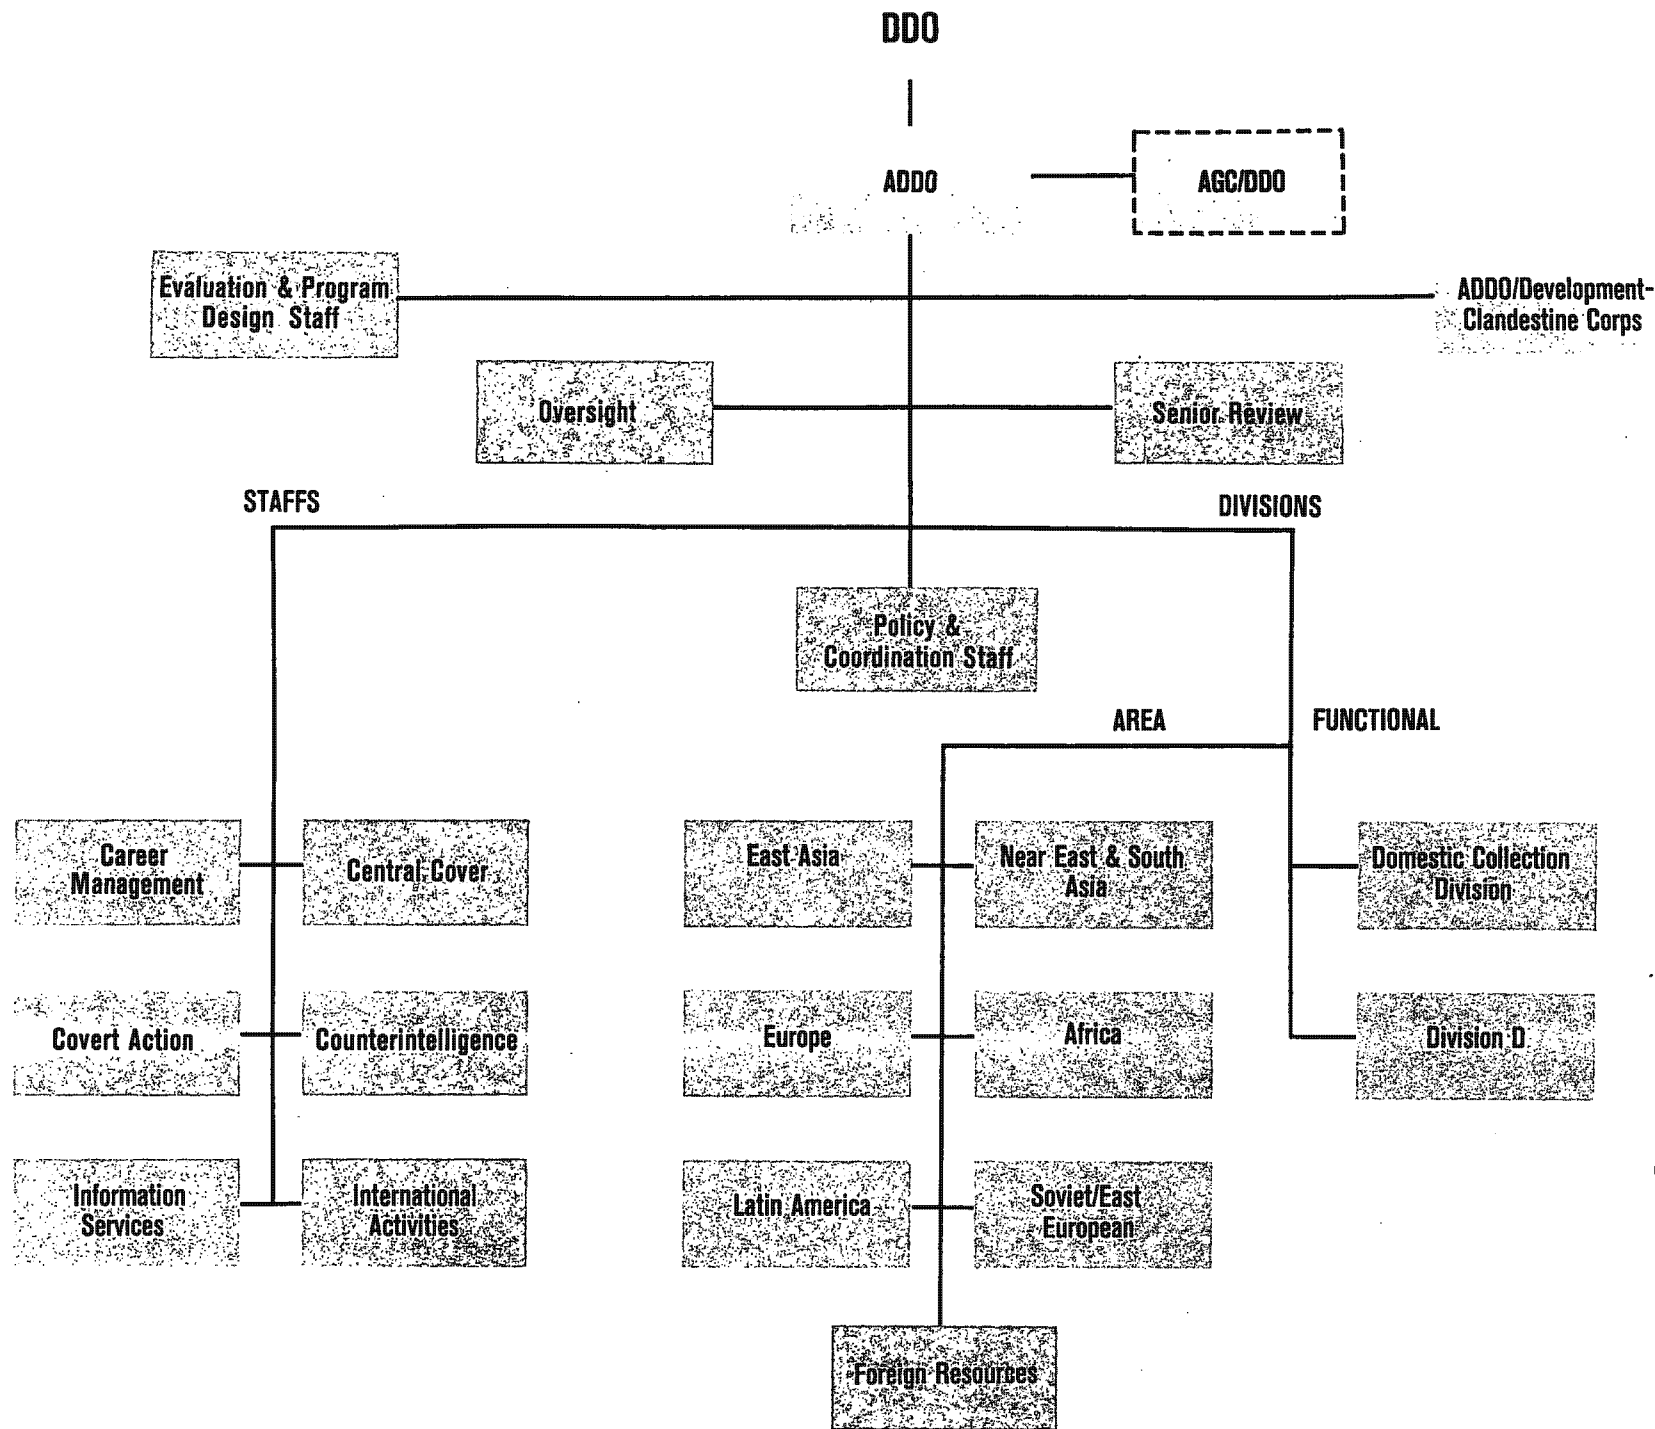 DDO
ADDO
AGC/DDO
Evaluation & Program
Design Staff
ADDO/Development-
Clandestine Corps
Oversight
Senior Review
STAFFS
DIVISIONS
Policy &
Coordination Staff
AREA
FUNCTIONAL
Career
Management
Central Cover
East Asia
Near East & South
Asia
Domestic Collection
Division
Covert Action
Counterintelligence
Europe
Africa
Division D
Information
Services
International
Activities
Latin America
Soviet/East
European
Foreign Resources